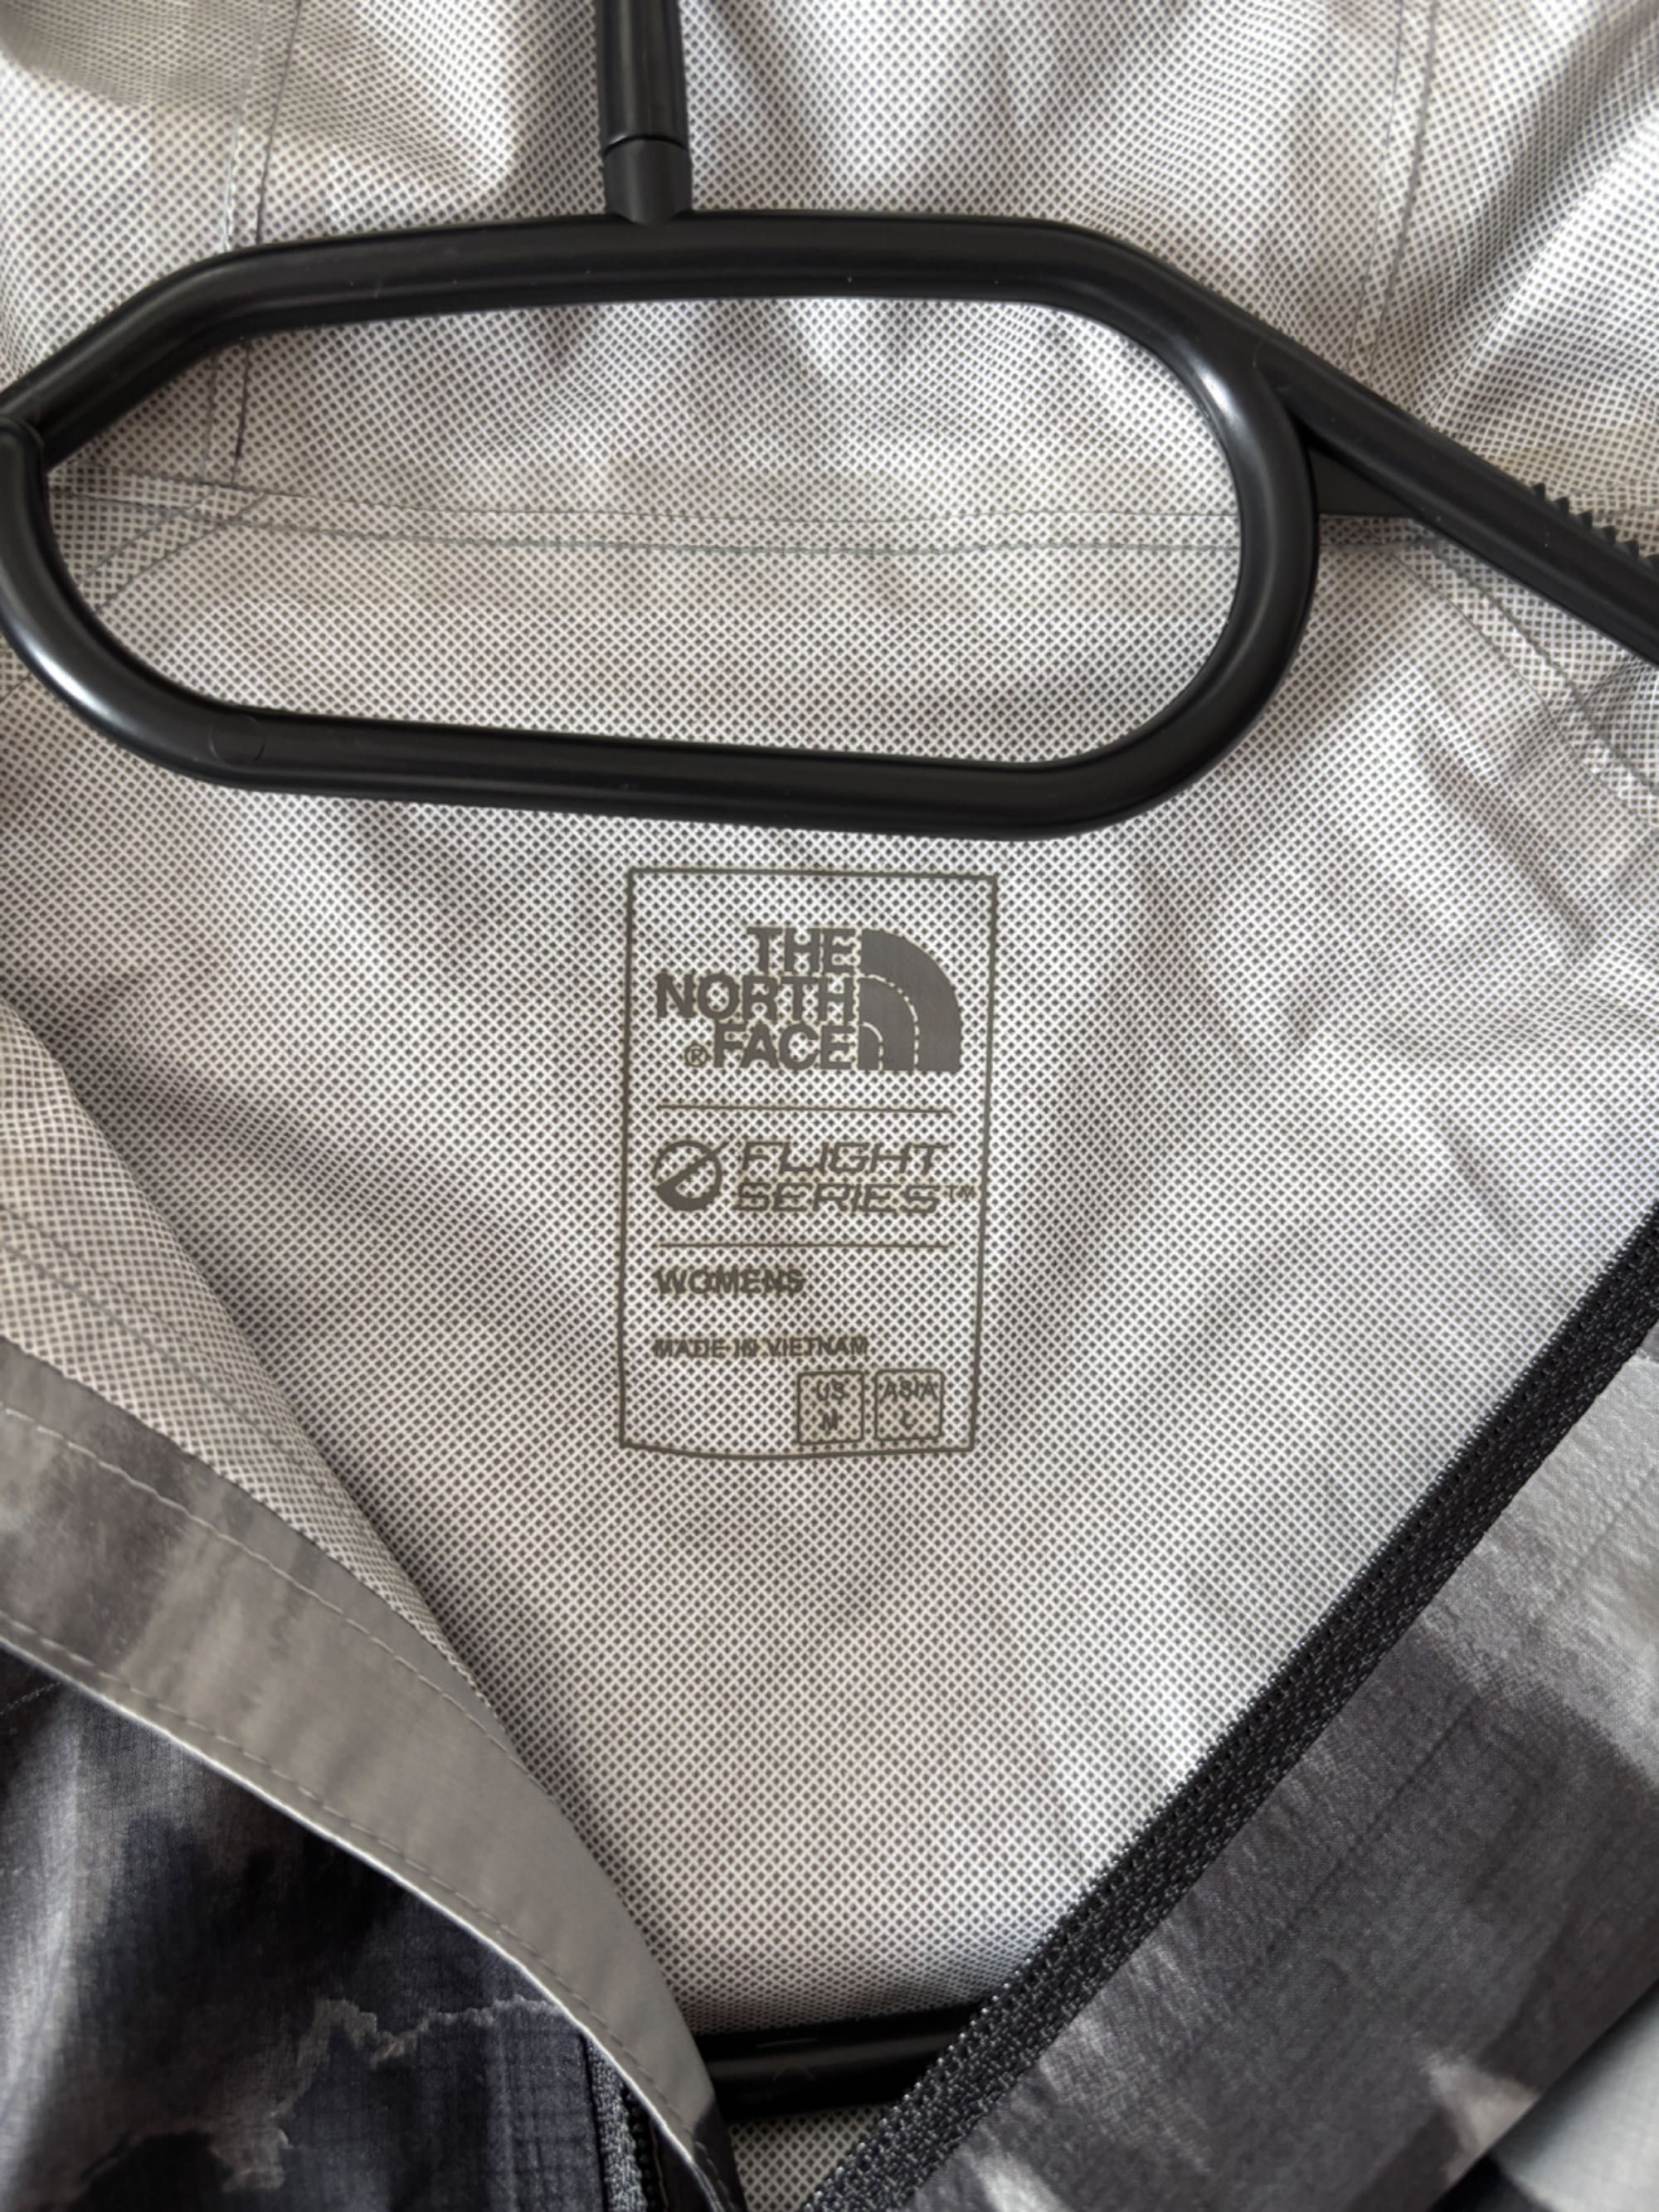 THE
NORTH
®FACE
FLIGHT
SERIES™
WOMENS
MADE IN VIETNAM
US ASIA
M L